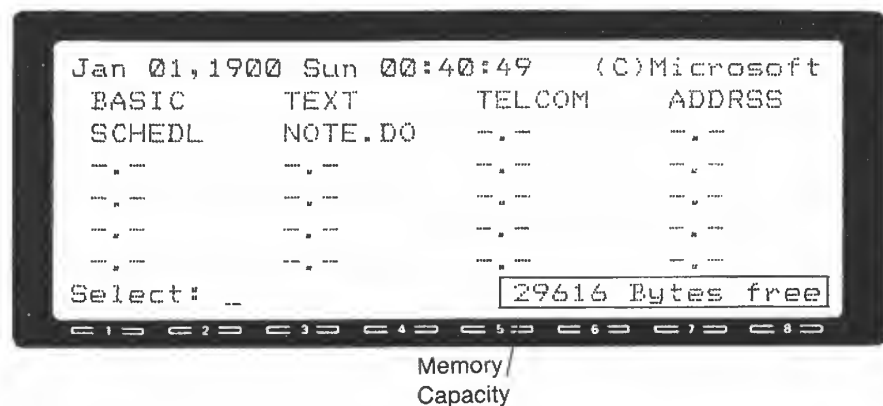 Jan 01,1900 Sun 00:40:49 (C)Microsoft
BASIC TEXT TELCOM ADDRSS
SCHEDL NOTE.DO -.- -.-
-.- -.- -.- -.-
-.- -.- -.- -.-
-.- -.- -.- -.-
-.- -.- -.- -.-
Select: _ 29616 Bytes free
1 2 3 4 5 6 7 8
Memory
Capacity